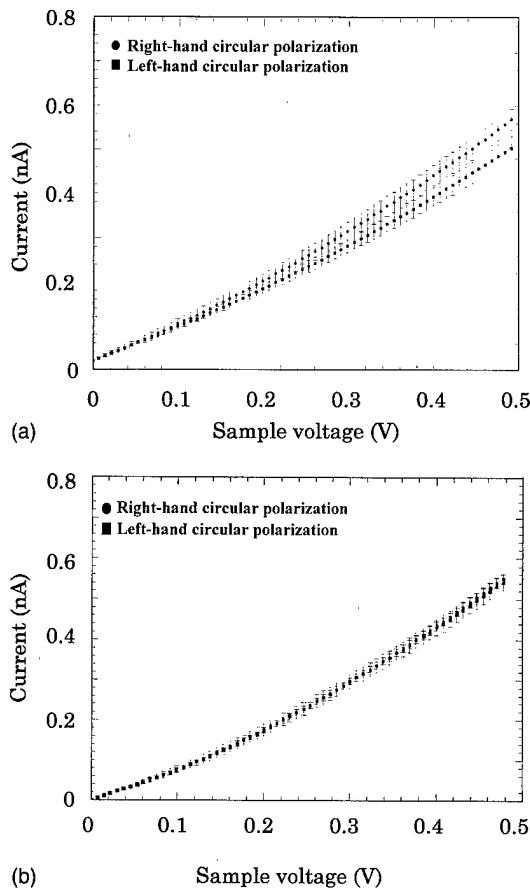 0.8
● Right-hand circular polarization
■ Left-hand circular polarization
0.6
Current (nA)
0.4
0.2
0
0 0.1 0.2 0.3 0.4 0.5
(a) Sample voltage (V)
0.8
● Right-hand circular polarization
■ Left-hand circular polarization
0.6
Current (nA)
0.4
0.2
0
0 0.1 0.2 0.3 0.4 0.5
(b) Sample voltage (V)